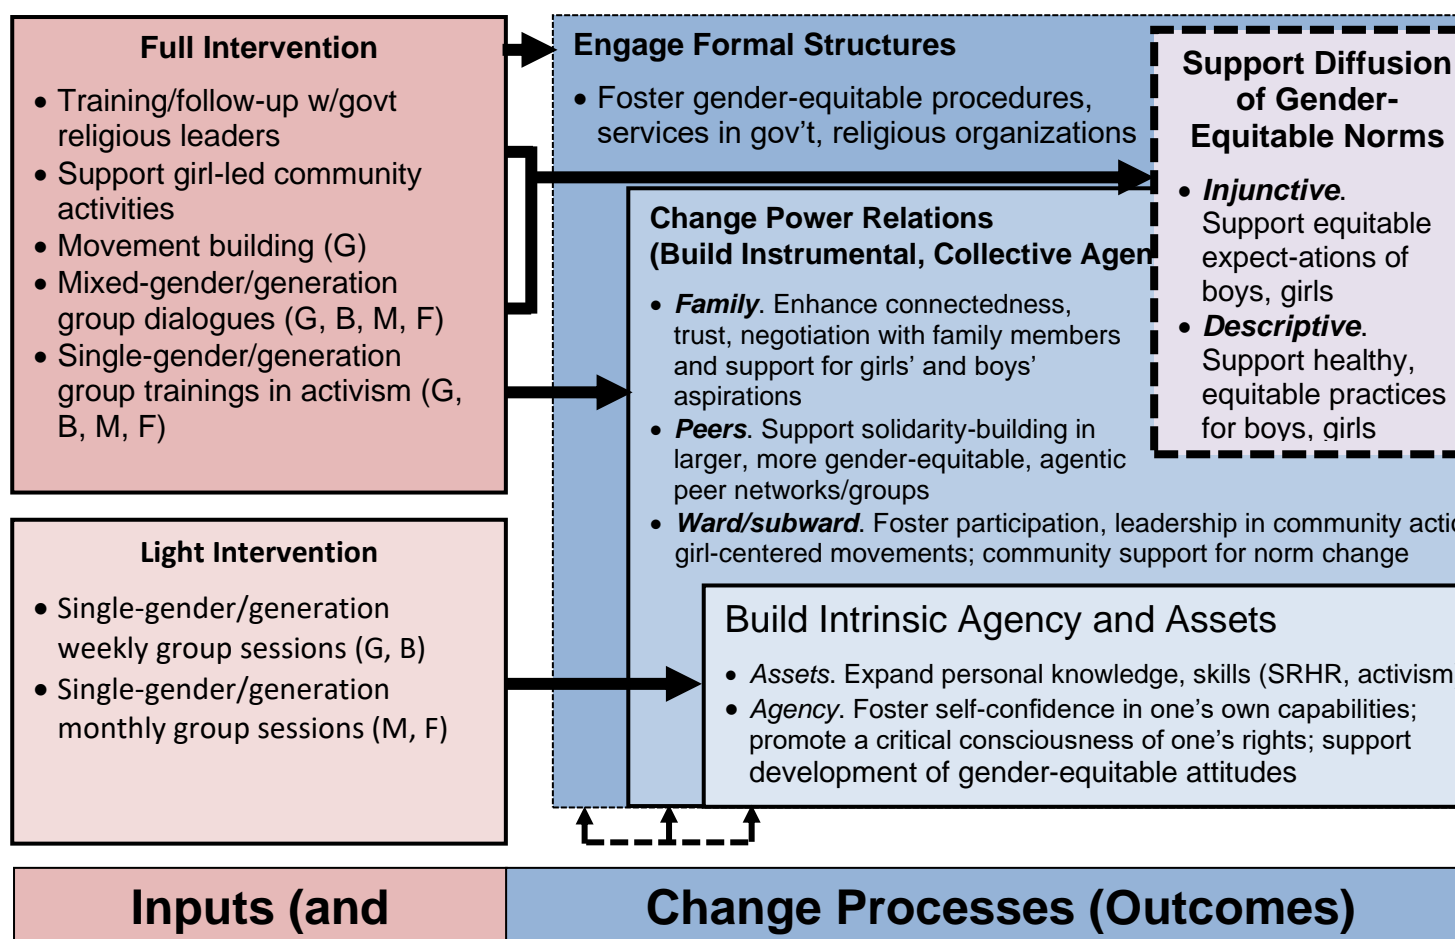 Full Intervention
• Training/follow-up w/govt
religious leaders
• Support girl-led community
activities
• Movement building (G)
• Mixed-gender/generation
group dialogues (G, B, M, F)
• Single-gender/generation
group trainings in activism (G,
B, M, F)
Light Intervention
• Single-gender/generation
weekly group sessions (G, B)
• Single-gender/generation
monthly group sessions (M, F)
Engage Formal Structures
• Foster gender-equitable procedures,
services in gov’t, religious organizations
Support Diffusion
of Gender-
Equitable Norms
• Injunctive.
Support equitable
expect-ations of
boys, girls
• Descriptive.
Support healthy,
equitable practices
for boys, girls
Change Power Relations
(Build Instrumental, Collective Agen
• Family. Enhance connectedness,
trust, negotiation with family members
and support for girls’ and boys’
aspirations
• Peers. Support solidarity-building in
larger, more gender-equitable, agentic
peer networks/groups
• Ward/subward. Foster participation, leadership in community actio
girl-centered movements; community support for norm change
Build Intrinsic Agency and Assets
• Assets. Expand personal knowledge, skills (SRHR, activism
• Agency. Foster self-confidence in one’s own capabilities;
promote a critical consciousness of one’s rights; support
development of gender-equitable attitudes
Inputs (and
Change Processes (Outcomes)